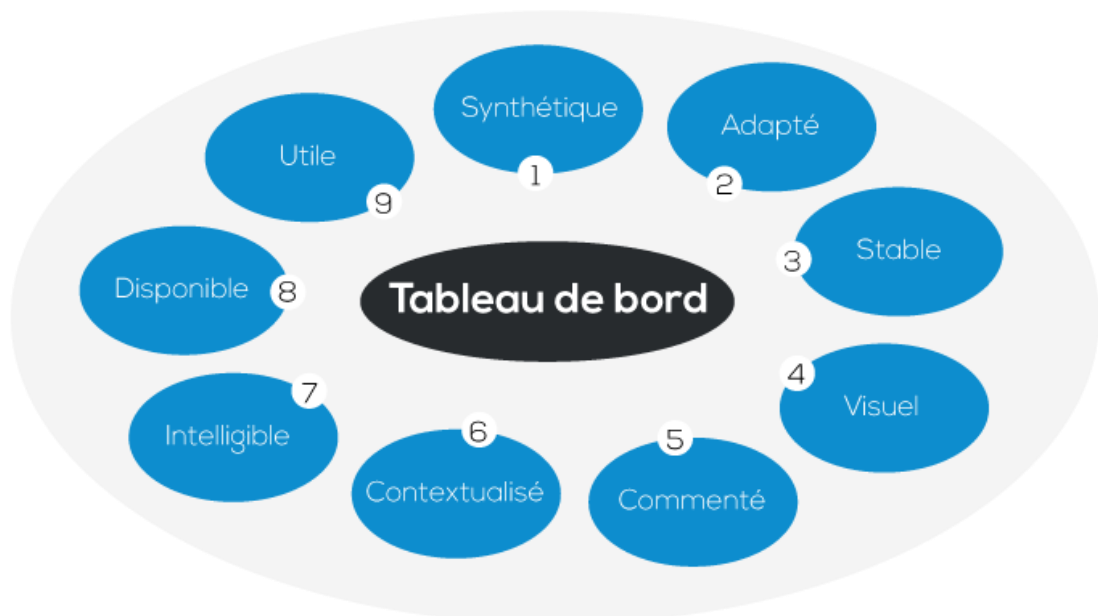 Tableau de bord
Synthétique
1
Adapté
2
Stable
3
Visuel
4
Commenté
5
Contextualisé
6
Intelligible
7
Disponible
8
Utile
9